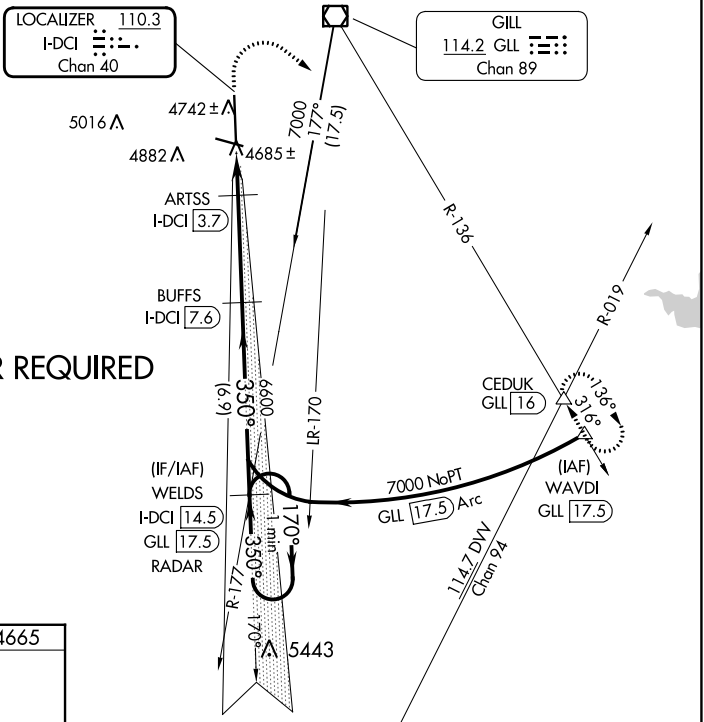 LOCALIZER 110.3
I-DCI
Chan 40
GILL
114.2 GLL
Chan 89
4742 ±
5016
4882
4685 ±
7000
177°
(17.5)
ARTSS
I-DCI 3.7
R-136
R-019
BUFFS
I-DCI 7.6
R REQUIRED
350°
6600
(6.9)
LR-170
CEDUK
GLL 16
136°
316°
(IAF)
WAVDI
GLL 17.5
7000 NoPT
GLL 17.5 Arc
(IF/IAF)
WELDS
I-DCI 14.5
GLL 17.5
RADAR
1 min
170°
350°
R-177
170°
5443
114.7 DVV
Chan 94
4665